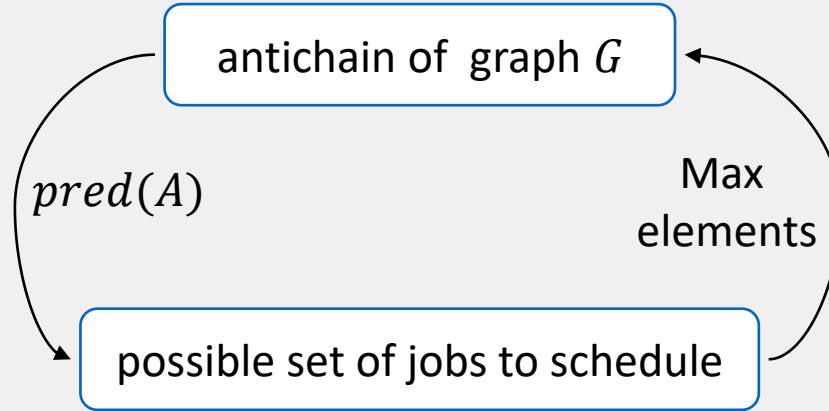 antichain of graph G
pred(A)
Max
elements
possible set of jobs to schedule